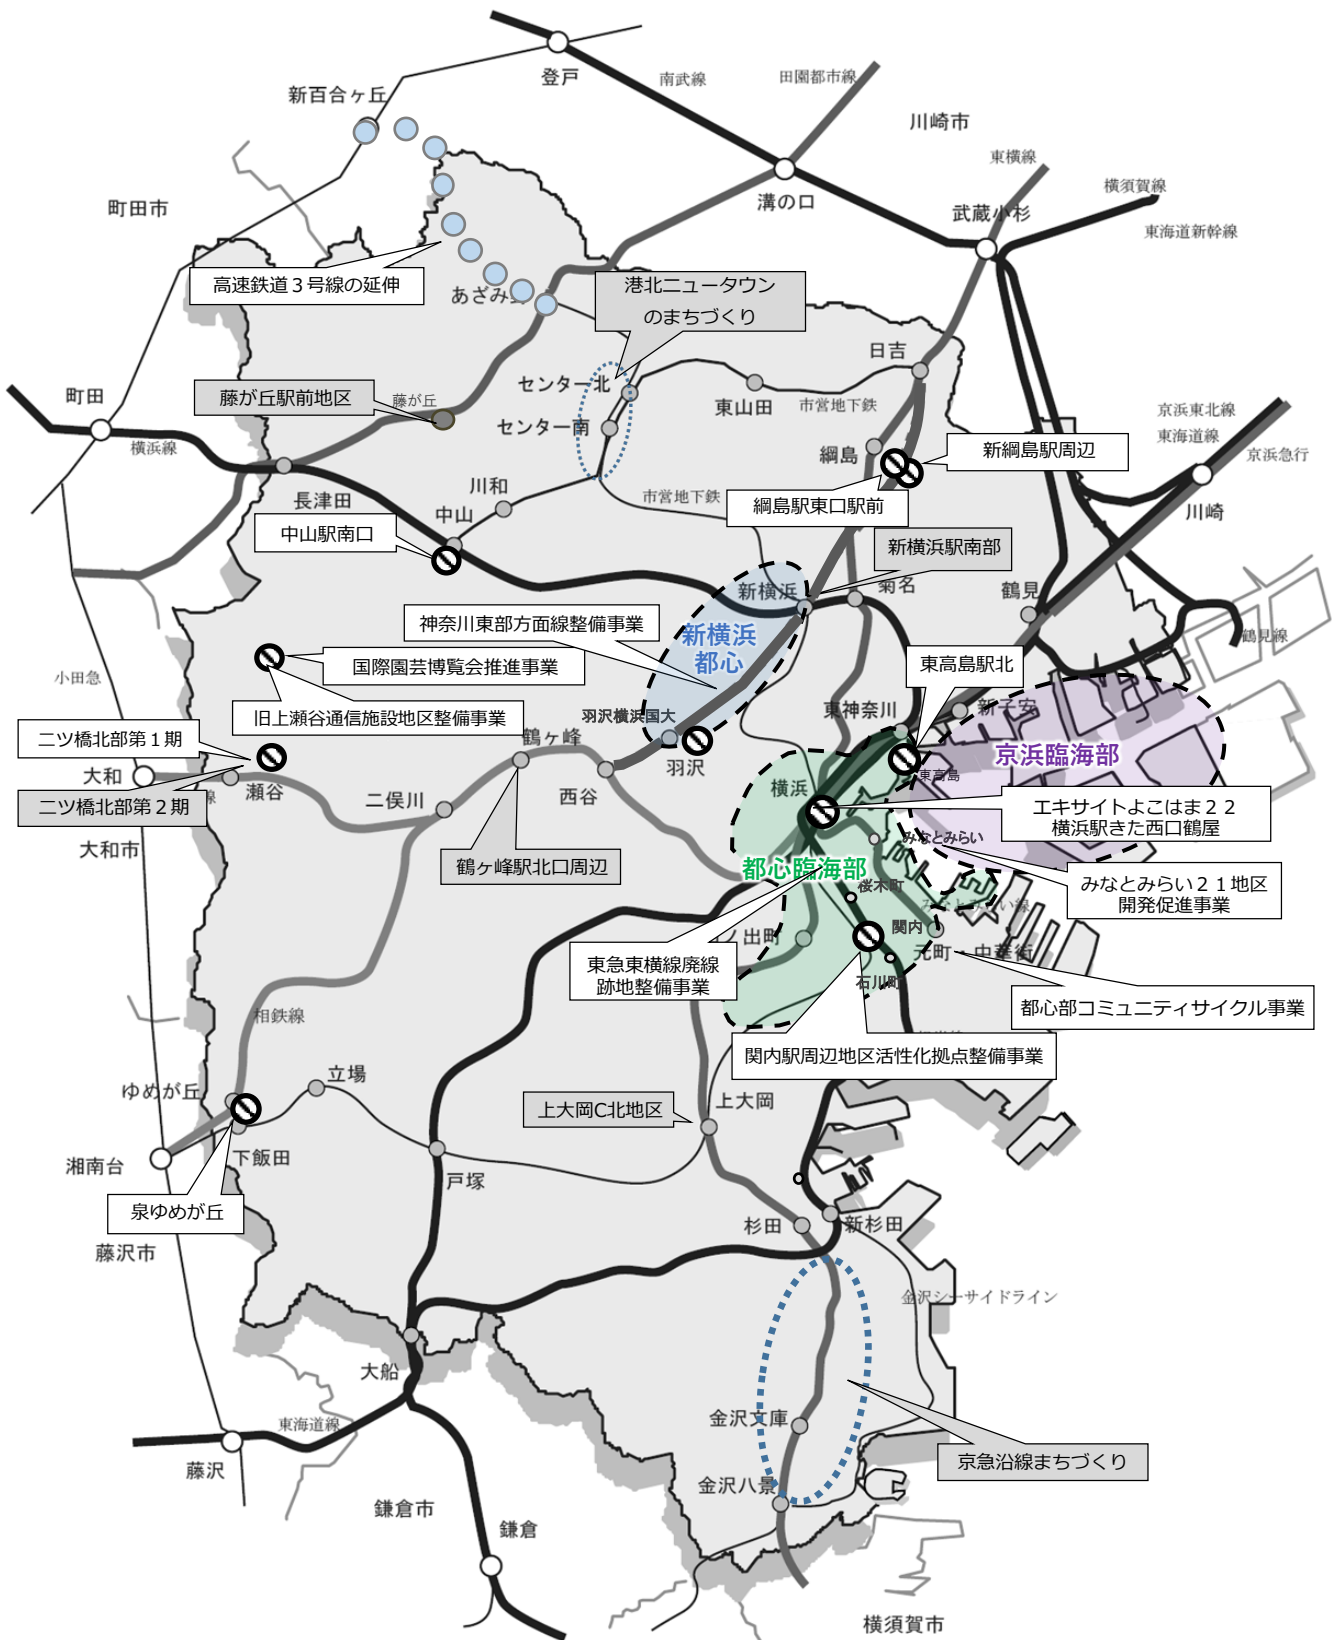 登戸
南武線
田園都市線
新百合ヶ丘
川崎市
東横線
横須賀線
溝の口
町田市
武蔵小杉
東海道新幹線
高速鉄道３号線の延伸
あざみ
港北ニュータウン
のまちづくり
日吉
センター北
町田
藤が丘駅前地区
藤が丘
東山田
市営地下鉄
京浜東北線
東海道線
京浜急行
横浜線
センター南
綱島
新綱島駅周辺
長津田
川和
市営地下鉄
綱島駅東口駅前
川崎
中山
中山駅南口
新横浜駅南部
新横浜
菊名
鶴見
神奈川東部方面線整備事業
新横浜
都心
鶴見線
国際園芸博覧会推進事業
東高島駅北
小田急
旧上瀬谷通信施設地区整備事業
羽沢横浜国大
東神奈川
新子安
二ツ橋北部第１期
鶴ヶ峰
羽沢
京浜臨海部
大和
瀬谷
線
東高島
二ツ橋北部第２期
二俣川
西谷
横浜
エキサイトよこはま２２
横浜駅きた西口鶴屋
大和市
みなとみらい
鶴ヶ峰駅北口周辺
都心臨海部
桜木町
みなとみらい２１地区
開発促進事業
みなとみらい線
関内
ノ出町
元町・中華街
東急東横線廃線
跡地整備事業
石川町
都心部コミュニティサイクル事業
相鉄線
関内駅周辺地区活性化拠点整備事業
立場
ゆめが丘
上大岡C北地区
上大岡
湘南台
下飯田
戸塚
泉ゆめが丘
杉田
新杉田
藤沢市
金沢シーサイドライン
大船
東海道線
金沢文庫
京急沿線まちづくり
藤沢
金沢八景
鎌倉市
鎌倉
横須賀市